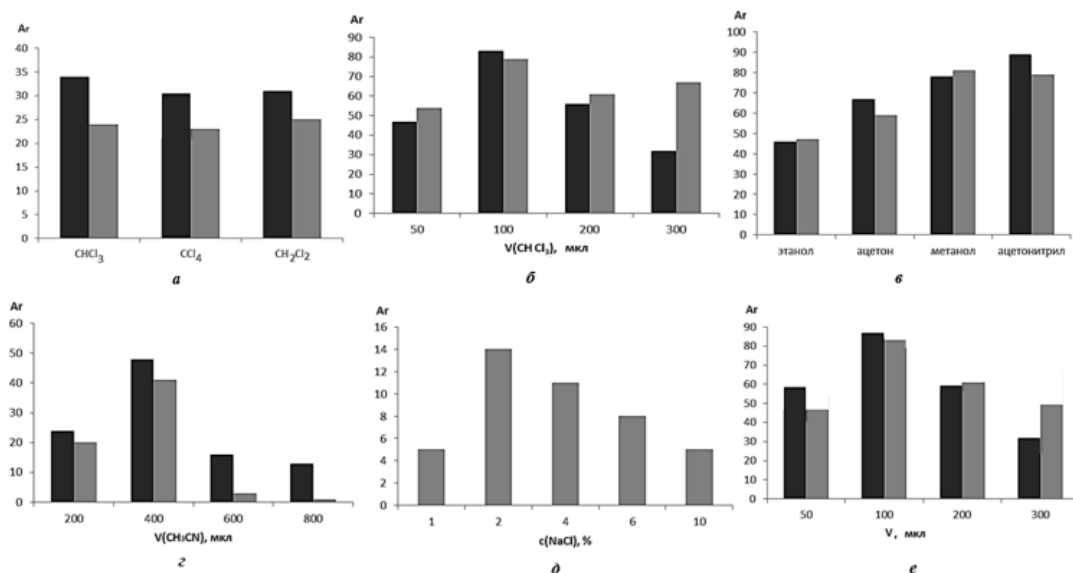 Ar
40
35
30
25
20
15
10
5
0
CHCl3 CCl4 CH2Cl2
а
Ar
90
80
70
60
50
40
30
20
10
0
50 100 200 300
V(CHCl3), мкл
б
Ar
100
90
80
70
60
50
40
30
20
10
0
этанол ацетон метанол ацетонитрил
в
Ar
60
50
40
30
20
10
0
200 400 600 800
V(CH3CN), мкл
г
Ar
16
14
12
10
8
6
4
2
0
1 2 4 6 10
c(NaCl), %
д
Ar
90
80
70
60
50
40
30
20
10
0
50 100 200 300
V, мкл
е